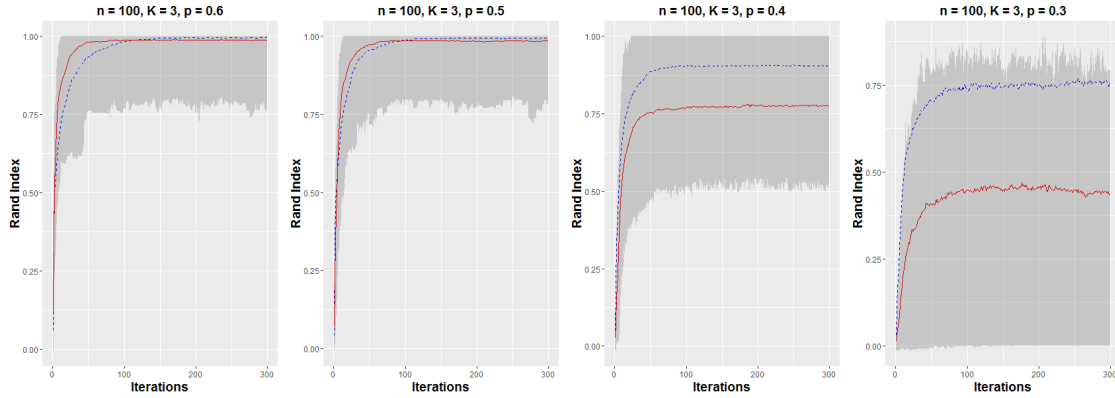 n = 100, K = 3, p = 0.6
Rand Index
1.00
0.75
0.50
0.25
0.00
0 100 200 300
Iterations
n = 100, K = 3, p = 0.5
Rand Index
1.00
0.75
0.50
0.25
0.00
0 100 200 300
Iterations
n = 100, K = 3, p = 0.4
Rand Index
1.00
0.75
0.50
0.25
0.00
0 100 200 300
Iterations
n = 100, K = 3, p = 0.3
Rand Index
0.75
0.50
0.25
0.00
0 100 200 300
Iterations